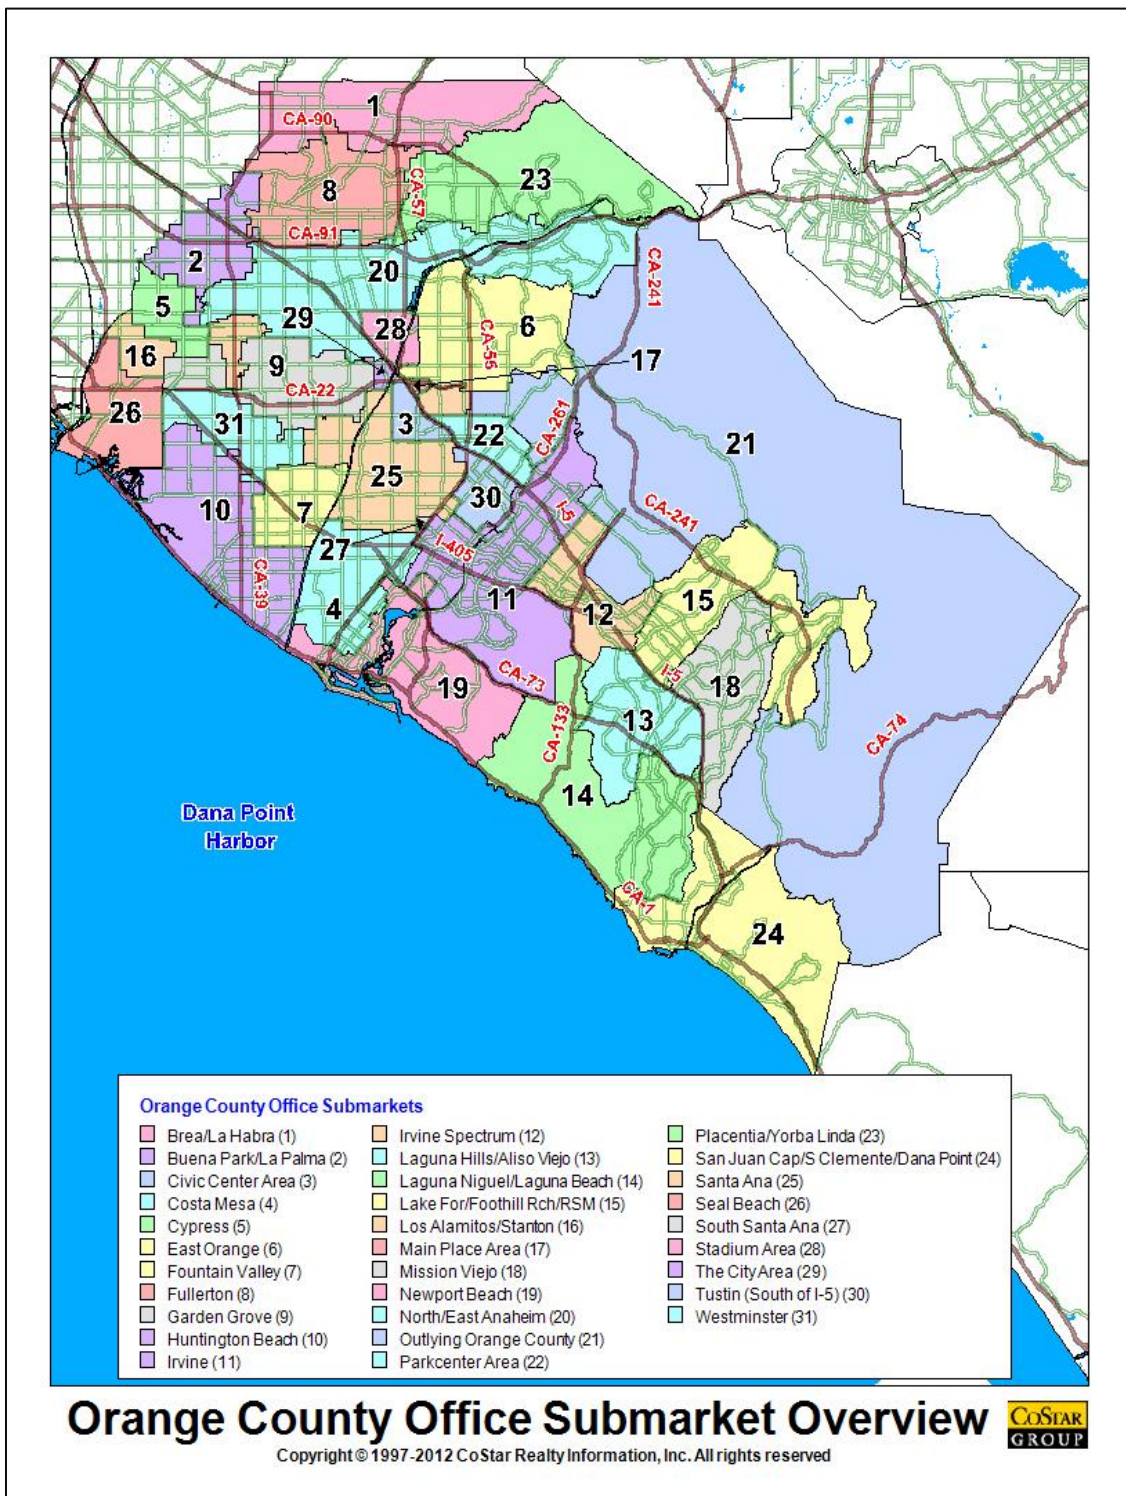 1
CA-90
8
23
CA-57
CA-91
2
20
CA-241
5
29
28
6
17
CA-55
16
9
CA-22
26
31
3
22
CA-261
21
25
30
10
7
I-5
CA-241
27
I-405
CA-39
4
11
12
15
CA-73
I-5
19
18
13
CA-133
CA-74
14
Dana Point
Harbor
CA-1
24
Orange County Office Submarkets
Brea/La Habra (1)
Buena Park/La Palma (2)
Civic Center Area (3)
Costa Mesa (4)
Cypress (5)
East Orange (6)
Fountain Valley (7)
Fullerton (8)
Garden Grove (9)
Huntington Beach (10)
Irvine (11)
Irvine Spectrum (12)
Laguna Hills/Aliso Viejo (13)
Laguna Niguel/Laguna Beach (14)
Lake For/Foothill Rch/RSM (15)
Los Alamitos/Stanton (16)
Main Place Area (17)
Mission Viejo (18)
Newport Beach (19)
North/East Anaheim (20)
Outlying Orange County (21)
Parkcenter Area (22)
Placentia/Yorba Linda (23)
San Juan Cap/S Clemente/Dana Point (24)
Santa Ana (25)
Seal Beach (26)
South Santa Ana (27)
Stadium Area (28)
The City Area (29)
Tustin (South of I-5) (30)
Westminster (31)
Orange County Office Submarket Overview
COSTAR
GROUP
Copyright © 1997-2012 CoStar Realty Information, Inc. All rights reserved